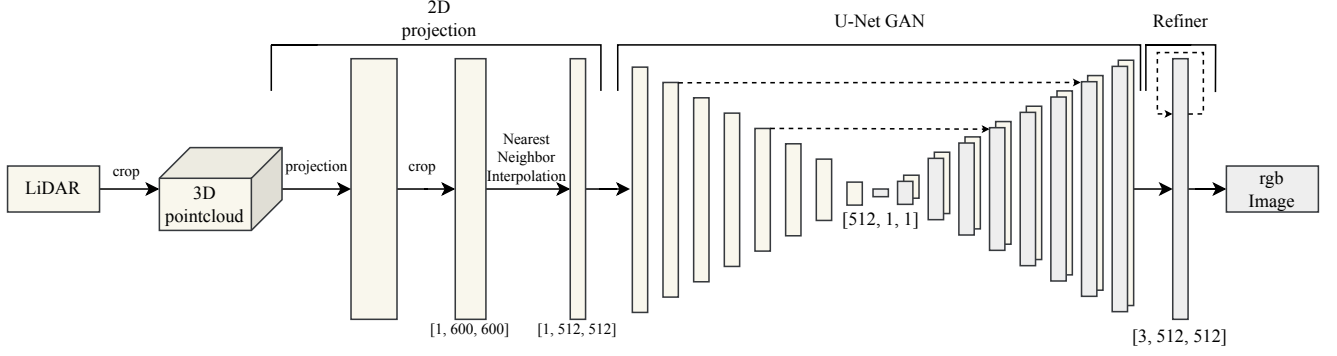 2D
projection
U-Net GAN
Refiner
LiDAR
crop
3D
pointcloud
projection
crop
Nearest
Neighbor
Interpolation
[1, 600, 600]
[1, 512, 512]
[512, 1, 1]
[3, 512, 512]
rgb
Image